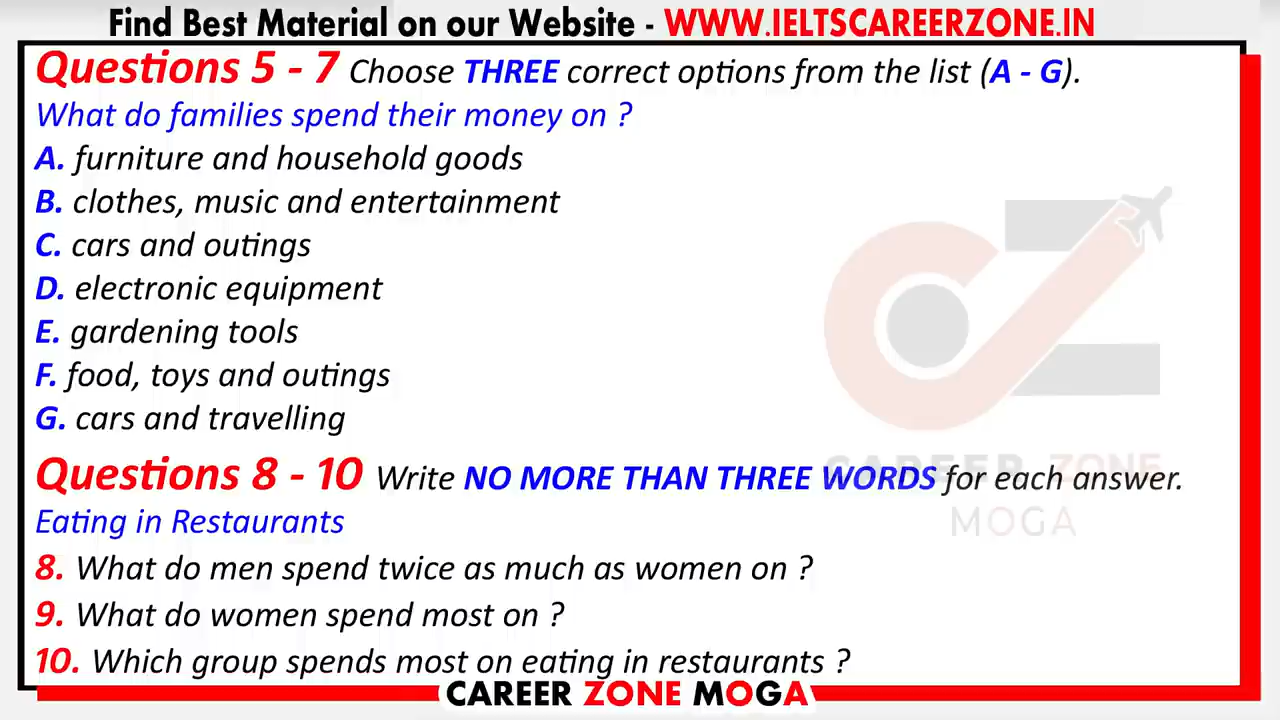 Find Best Material on our Website - WWW.IELTSCAREERZONE.IN
Questions 5 - 7 Choose THREE correct options from the list (A - G).
What do families spend their money on ?
A. furniture and household goods
B. clothes, music and entertainment
C. cars and outings
D. electronic equipment
E. gardening tools
F. food, toys and outings
G. cars and travelling
Questions 8 - 10 Write NO MORE THAN THREE WORDS for each answer.
CAREER ZONE
MOGA
Eating in Restaurants
8. What do men spend twice as much as women on ?
9. What do women spend most on ?
10. Which group spends most on eating in restaurants ?
CAREER ZONE MOGA